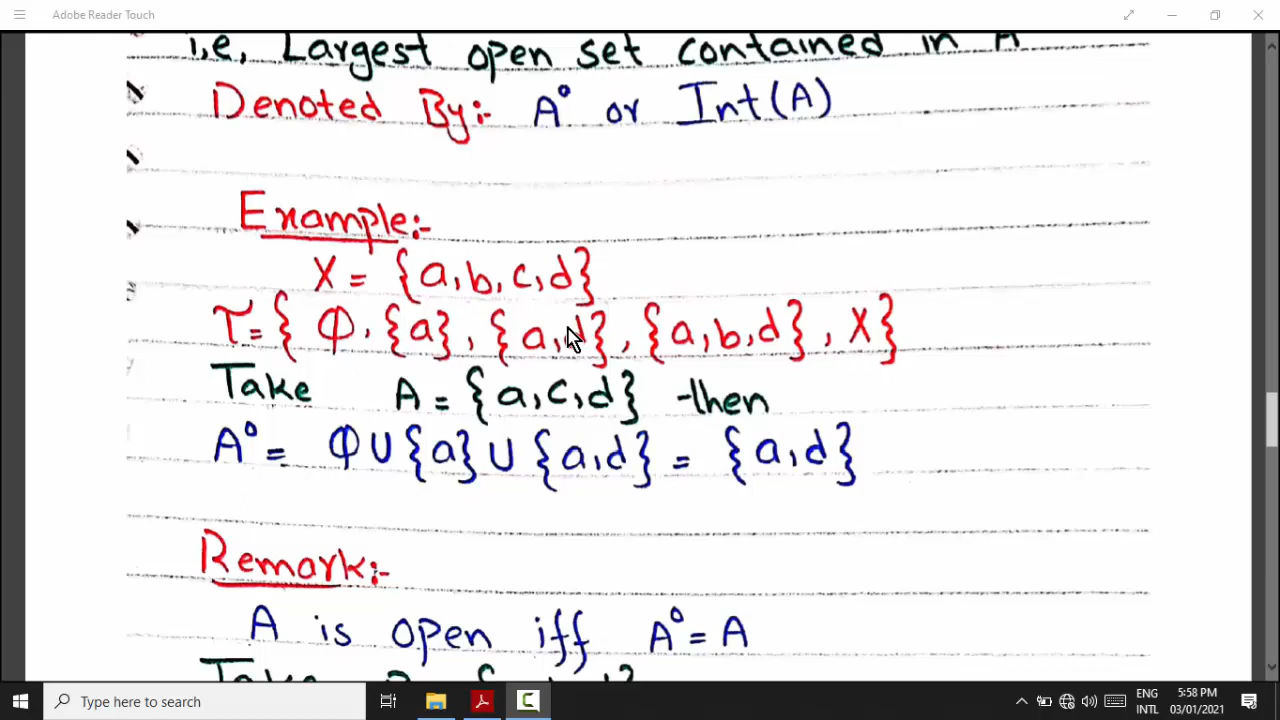 Adobe Reader Touch
i,e, Largest open set contained in A
Denoted By:- A° or Int(A)
Example:-
X = {a,b,c,d}
τ = { Φ, {a}, {a,d}, {a,b,d}, X}
Take A = {a,c,d} then
A° = Φ∪{a}∪{a,d} = {a,d}
Remark:-
A is open iff A° = A
Type here to search
ENG
INTL
5:58 PM
03/01/2021